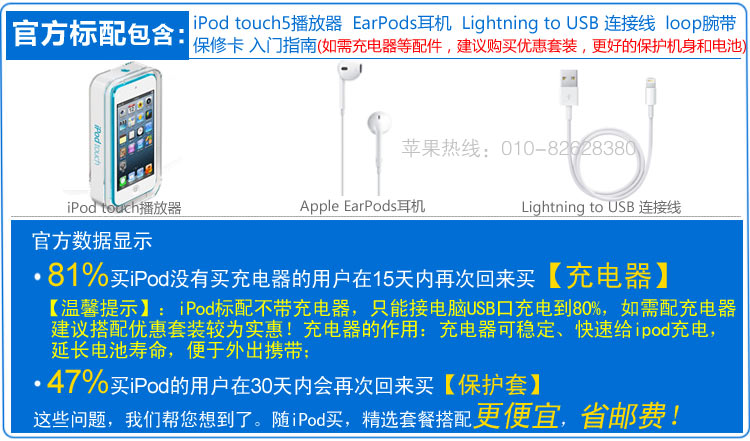 官方标配包含:
iPod touch5播放器 EarPods耳机 Lightning to USB 连接线 loop腕带
保修卡 入门指南(如需充电器等配件，建议购买优惠套装，更好的保护机身和电池)
iPod touch
苹果热线：010-82628380
iPod touch播放器
Apple EarPods耳机
Lightning to USB 连接线
官方数据显示
• 81%买iPod没有买充电器的用户在15天内再次回来买【充电器】
【温馨提示】：iPod标配不带充电器，只能接电脑USB口充电到80%，如需配充电器
建议搭配优惠套装较为实惠！充电器的作用：充电器可稳定、快速给ipod充电，
延长电池寿命，便于外出携带；
• 47%买iPod的用户在30天内会再次回来买【保护套】
这些问题，我们帮您想到了。随iPod买，精选套餐搭配更便宜，省邮费！